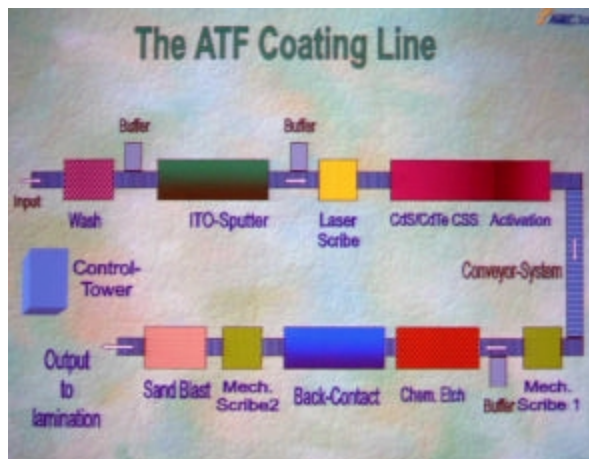 The ATF Coating Line
Buffer
Buffer
Input
Wash
ITO-Sputter
Laser
Scribe
CdS/CdTe CSS
Activation
Control-
Tower
Conveyor-System
Output
to
lamination
Sand Blast
Mech.
Scribe2
Back-Contact
Chem. Etch
Buffer
Mech.
Scribe 1